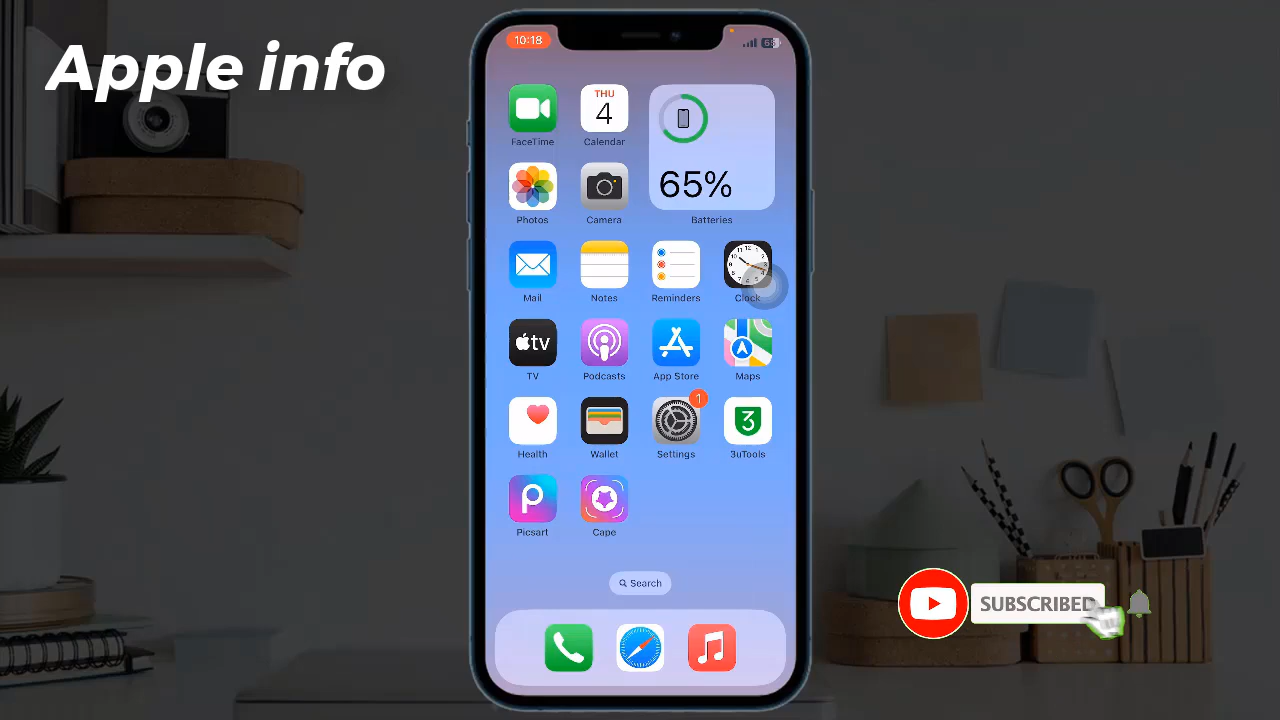 Apple info
10:18
THU
4
FaceTime
Calendar
65%
Photos
Camera
Batteries
Mail
Notes
Reminders
Clock
tv
TV
Podcasts
App Store
Maps
1
3
Health
Wallet
Settings
3uTools
Picsart
Cape
Search
SUBSCRIBED